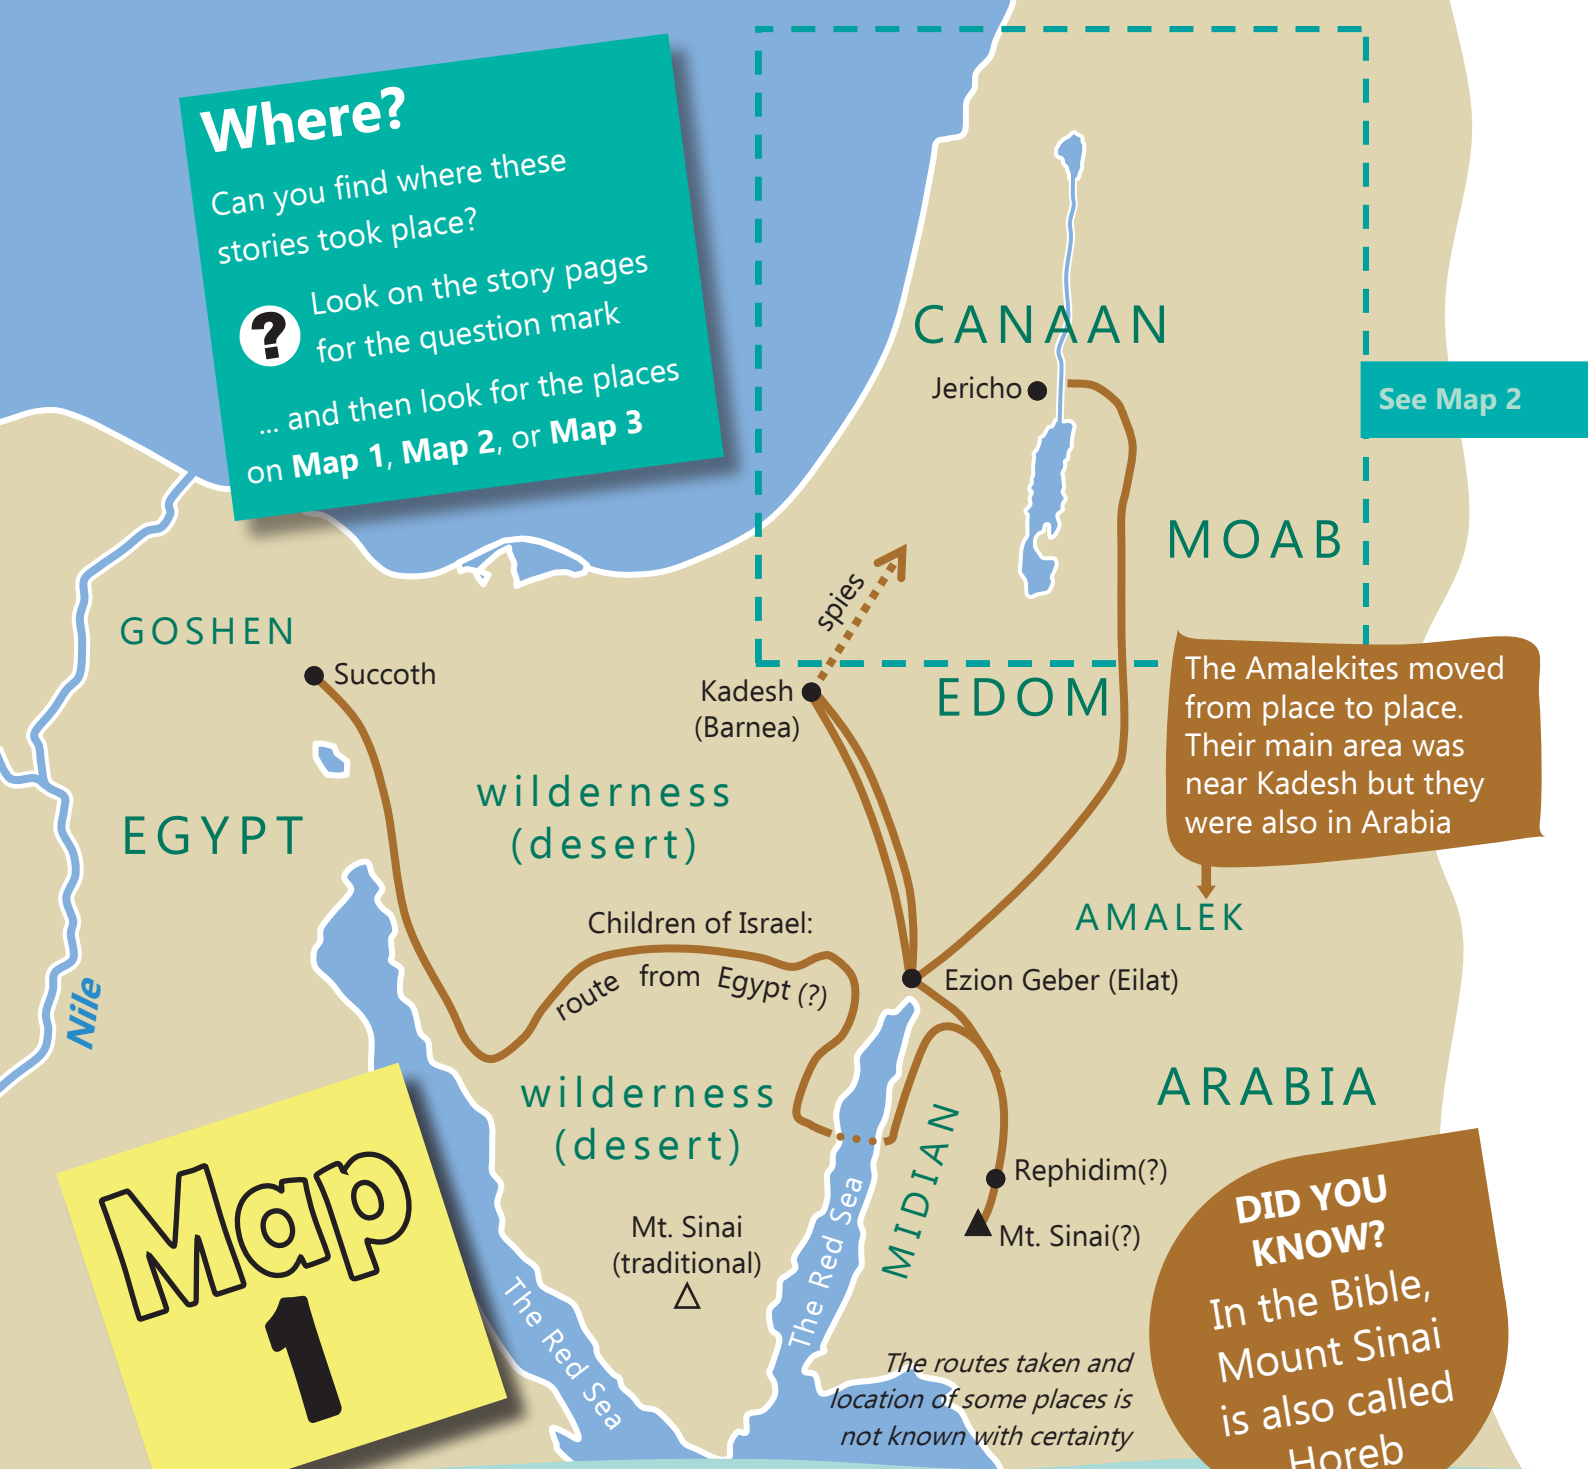 Where?
Can you find where these
stories took place?
?
Look on the story pages
for the question mark
... and then look for the places
on Map 1, Map 2, or Map 3
CANAAN
Jericho
See Map 2
MOAB
spies
GOSHEN
Succoth
Kadesh
(Barnea)
EDOM
The Amalekites moved
from place to place.
Their main area was
near Kadesh but they
were also in Arabia
wilderness
(desert)
EGYPT
AMALEK
Children of Israel:
route from Egypt (?)
Ezion Geber (Eilat)
Nile
wilderness
(desert)
ARABIA
MIDIAN
Rephidim(?)
Mt. Sinai(?)
Mt. Sinai
(traditional)
The Red Sea
The Red Sea
Map
1
The routes taken and
location of some places is
not known with certainty
DID YOU
KNOW?
In the Bible,
Mount Sinai
is also called
Horeb